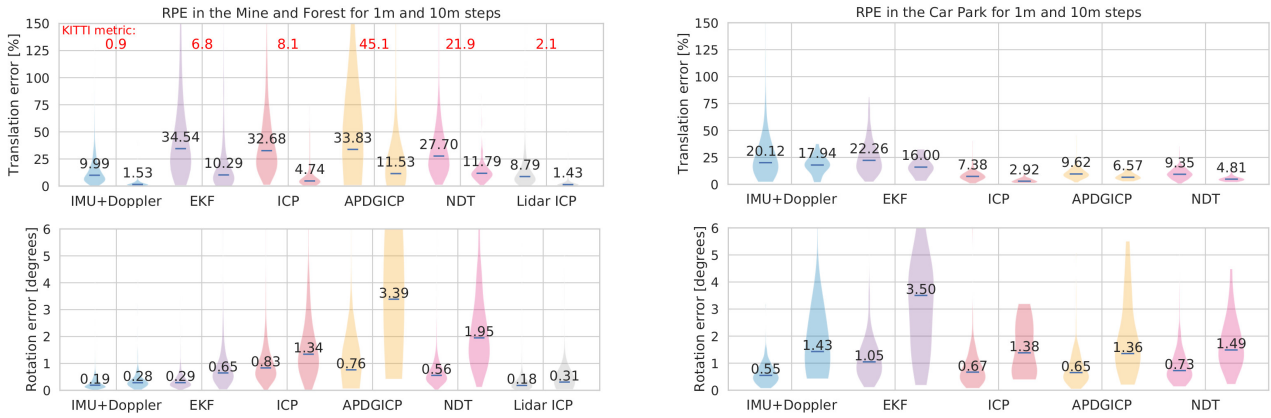 RPE in the Mine and Forest for 1m and 10m steps
KITTI metric:
0.9 6.8 8.1 45.1 21.9 2.1
Translation error [%]
150
125
100
75
50
25
0
9.99 1.53 34.54 10.29 32.68 4.74 33.83 11.53 27.70 11.79 8.79 1.43
IMU+Doppler EKF ICP APDGICP NDT Lidar ICP
RPE in the Car Park for 1m and 10m steps
Translation error [%]
150
125
100
75
50
25
0
20.12 17.94 22.26 16.00 7.38 2.92 9.62 6.57 9.35 4.81
IMU+Doppler EKF ICP APDGICP NDT
Rotation error [degrees]
6
5
4
3
2
1
0
0.19 0.28 0.29 0.65 0.83 1.34 0.76 3.39 0.56 1.95 0.18 0.31
IMU+Doppler EKF ICP APDGICP NDT Lidar ICP
Rotation error [degrees]
6
5
4
3
2
1
0
0.55 1.43 1.05 3.50 0.67 1.38 0.65 1.36 0.73 1.49
IMU+Doppler EKF ICP APDGICP NDT